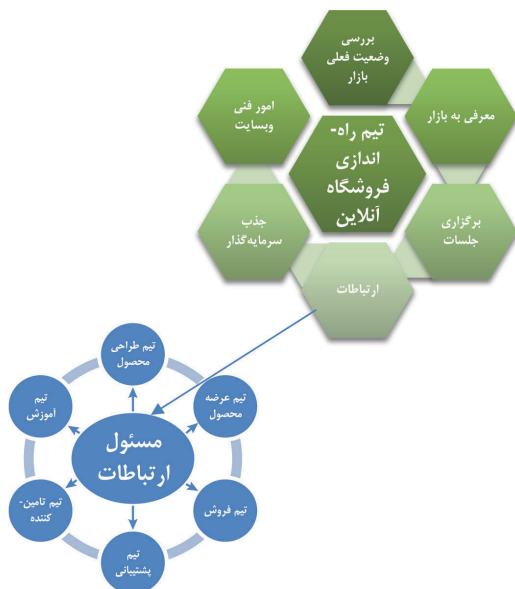 بررسی
وضعیت فعلی
بازار
معرفی به بازار
برگزاری
جلسات
ارتباطات
جذب
سرمایه‌گذار
امور فنی
وبسایت
تیم راه-
اندازی
فروشگاه
آنلاین
تیم طراحی
محصول
تیم عرضه
محصول
تیم فروش
تیم
پشتیبانی
تیم تامین-
کننده
تیم
آموزش
مسئول
ارتباطات